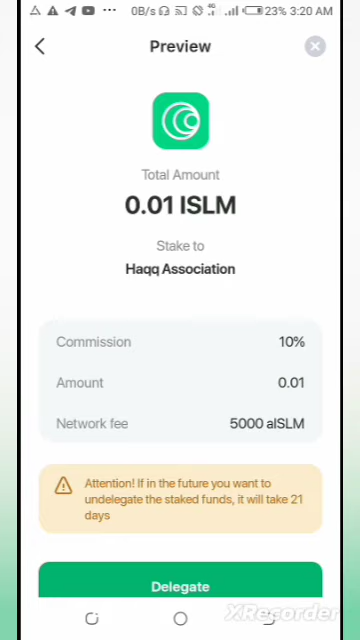 0B/s 4G 23% 3:20 AM
Preview
Total Amount
0.01 ISLM
Stake to
Haqq Association
Commission 10%
Amount 0.01
Network fee 5000 aISLM
Attention! If in the future you want to
undelegate the staked funds, it will take 21
days
Delegate
XRecorder